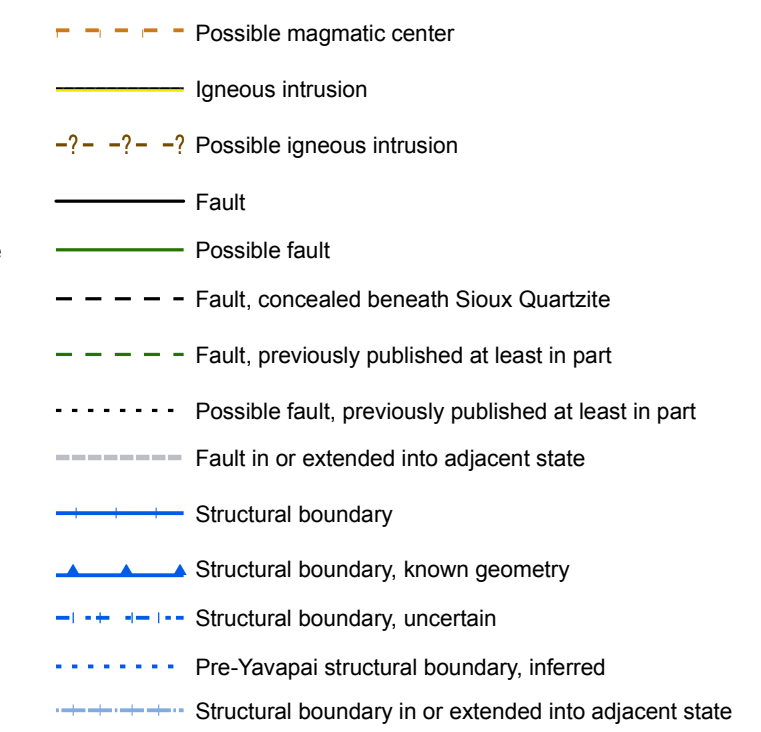 Possible magmatic center
Igneous intrusion
-?- -?- -? Possible igneous intrusion
Fault
Possible fault
Fault, concealed beneath Sioux Quartzite
Fault, previously published at least in part
Possible fault, previously published at least in part
Fault in or extended into adjacent state
Structural boundary
Structural boundary, known geometry
Structural boundary, uncertain
Pre-Yavapai structural boundary, inferred
Structural boundary in or extended into adjacent state